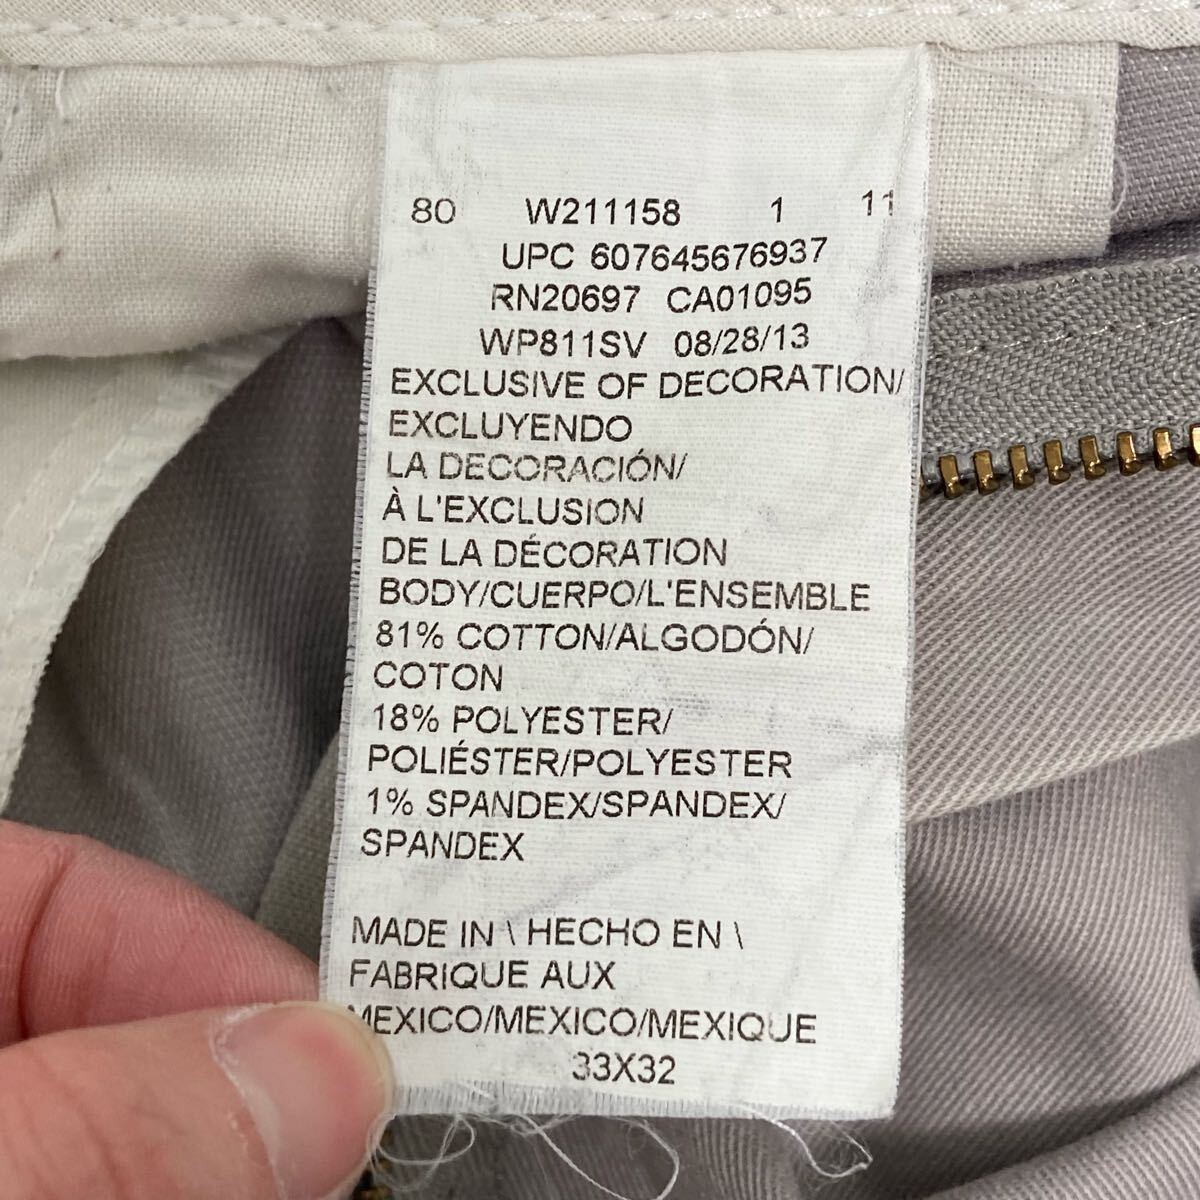 80 W211158 1 11
UPC 607645676937
RN20697 CA01095
WP811SV 08/28/13
EXCLUSIVE OF DECORATION/
EXCLUYENDO
LA DECORACIÓN/
À L'EXCLUSION
DE LA DÉCORATION
BODY/CUERPO/L'ENSEMBLE
81% COTTON/ALGODÓN/
COTON
18% POLYESTER/
POLIÉSTER/POLYESTER
1% SPANDEX/SPANDEX/
SPANDEX
MADE IN \ HECHO EN \
FABRIQUE AUX
MEXICO/MEXICO/MEXIQUE
33X32